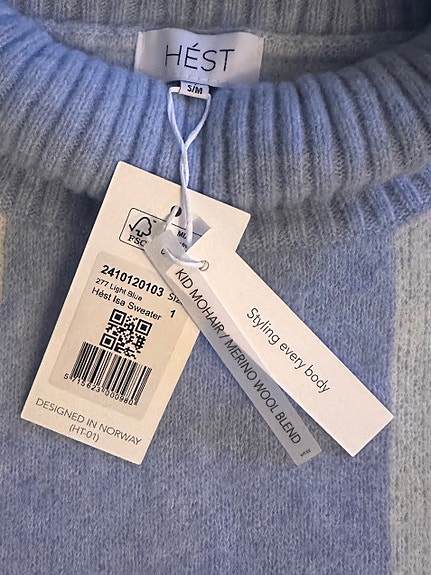 HÉST
S/M
FSC
2410120103
277 Light Blue
Hést Isa Sweater
1
DESIGNED IN NORWAY
(HT-01)
KID MOHAIR / MERINO WOOL BLEND
Styling every body